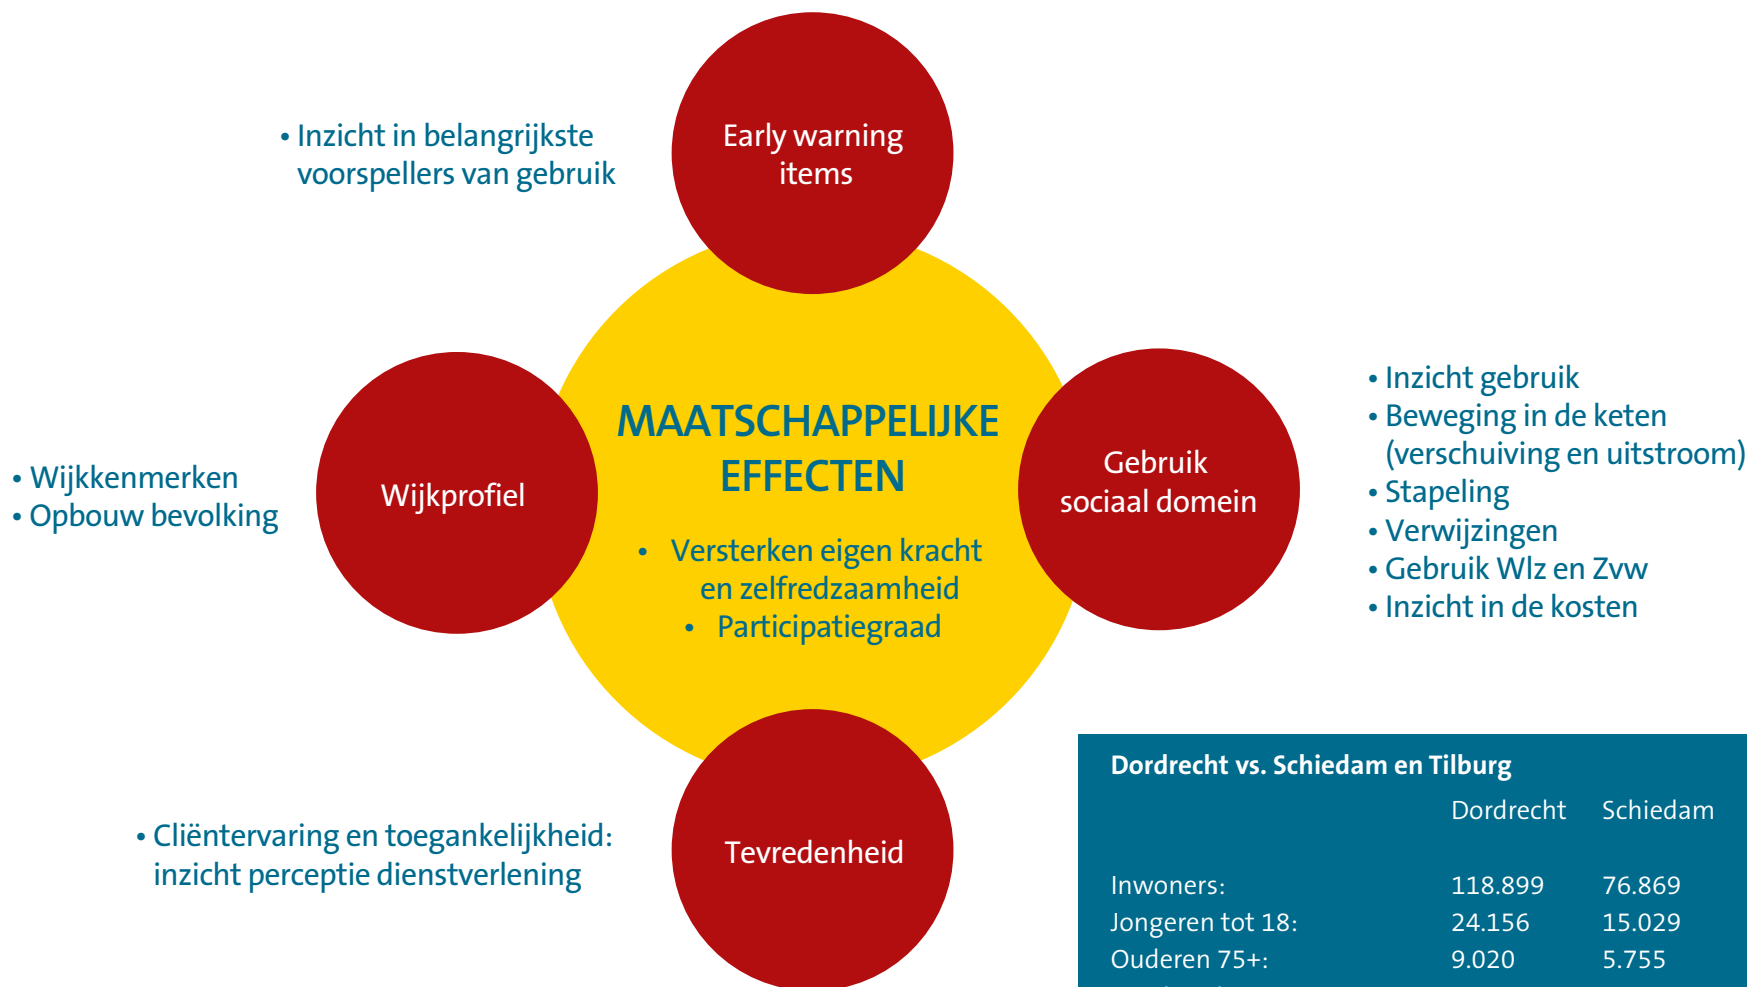 Early warning
items
• Inzicht in belangrijkste
voorspellers van gebruik
MAATSCHAPPELIJKE
EFFECTEN
• Versterken eigen kracht
en zelfredzaamheid
• Participatiegraad
Wijkprofiel
• Wijkkenmerken
• Opbouw bevolking
Gebruik
sociaal domein
• Inzicht gebruik
• Beweging in de keten
(verschuiving en uitstroom)
• Stapeling
• Verwijzingen
• Gebruik Wlz en Zvw
• Inzicht in de kosten
Tevredenheid
• Cliëntervaring en toegankelijkheid:
inzicht perceptie dienstverlening
Dordrecht vs. Schiedam en Tilburg
Dordrecht Schiedam
Inwoners: 118.899 76.869
Jongeren tot 18: 24.156 15.029
Ouderen 75+: 9.020 5.755